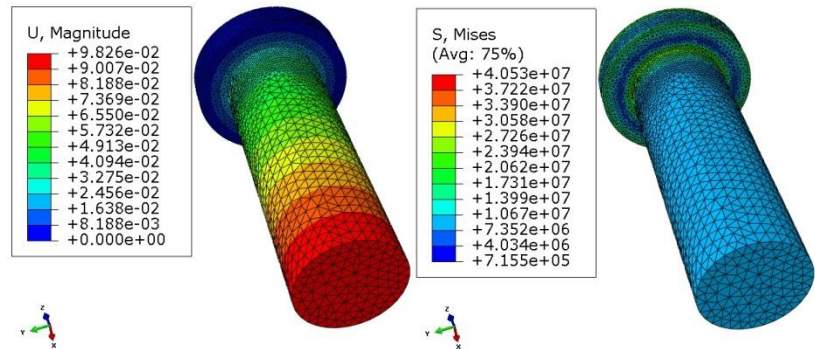 U, Magnitude
+9.826e-02
+9.007e-02
+8.188e-02
+7.369e-02
+6.550e-02
+5.732e-02
+4.913e-02
+4.094e-02
+3.275e-02
+2.456e-02
+1.638e-02
+8.188e-03
+0.000e+00
Z
Y
X
S, Mises
(Avg: 75%)
+4.053e+07
+3.722e+07
+3.390e+07
+3.058e+07
+2.726e+07
+2.394e+07
+2.062e+07
+1.731e+07
+1.399e+07
+1.067e+07
+7.352e+06
+4.034e+06
+7.155e+05
Z
Y
X